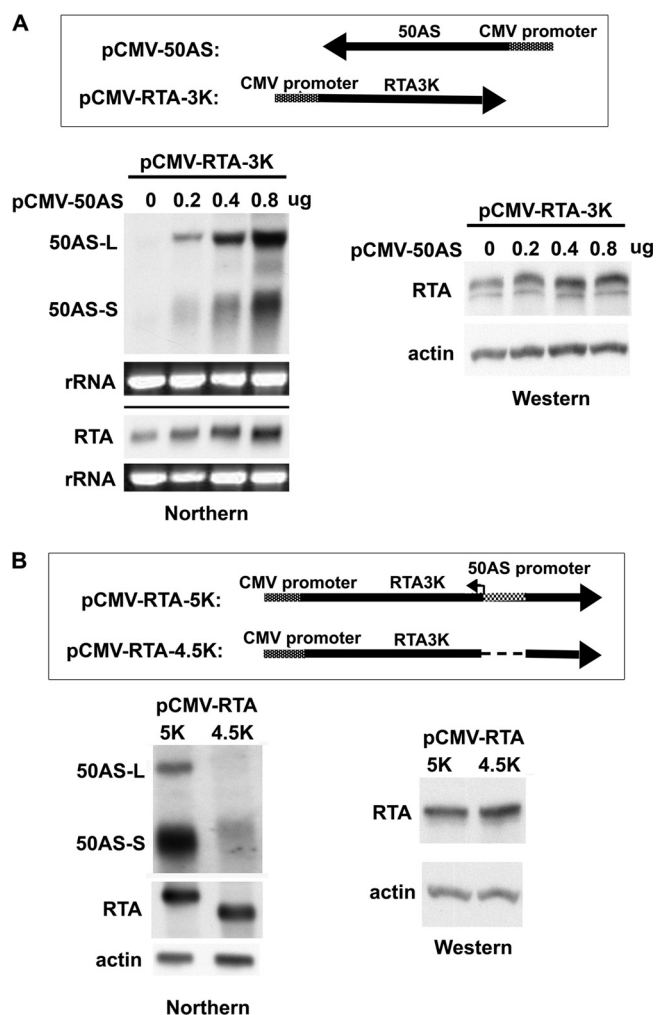 A
50AS CMV promoter
pCMV-50AS:
CMV promoter RTA3K
pCMV-RTA-3K:
pCMV-RTA-3K
pCMV-50AS 0 0.2 0.4 0.8 ug
50AS-L
50AS-S
rRNA
RTA
rRNA
Northern
pCMV-RTA-3K
pCMV-50AS 0 0.2 0.4 0.8 ug
RTA
actin
Western
B
50AS promoter
CMV promoter RTA3K
pCMV-RTA-5K:
CMV promoter RTA3K
pCMV-RTA-4.5K:
pCMV-RTA
5K 4.5K
50AS-L
50AS-S
RTA
actin
Northern
pCMV-RTA
5K 4.5K
RTA
actin
Western